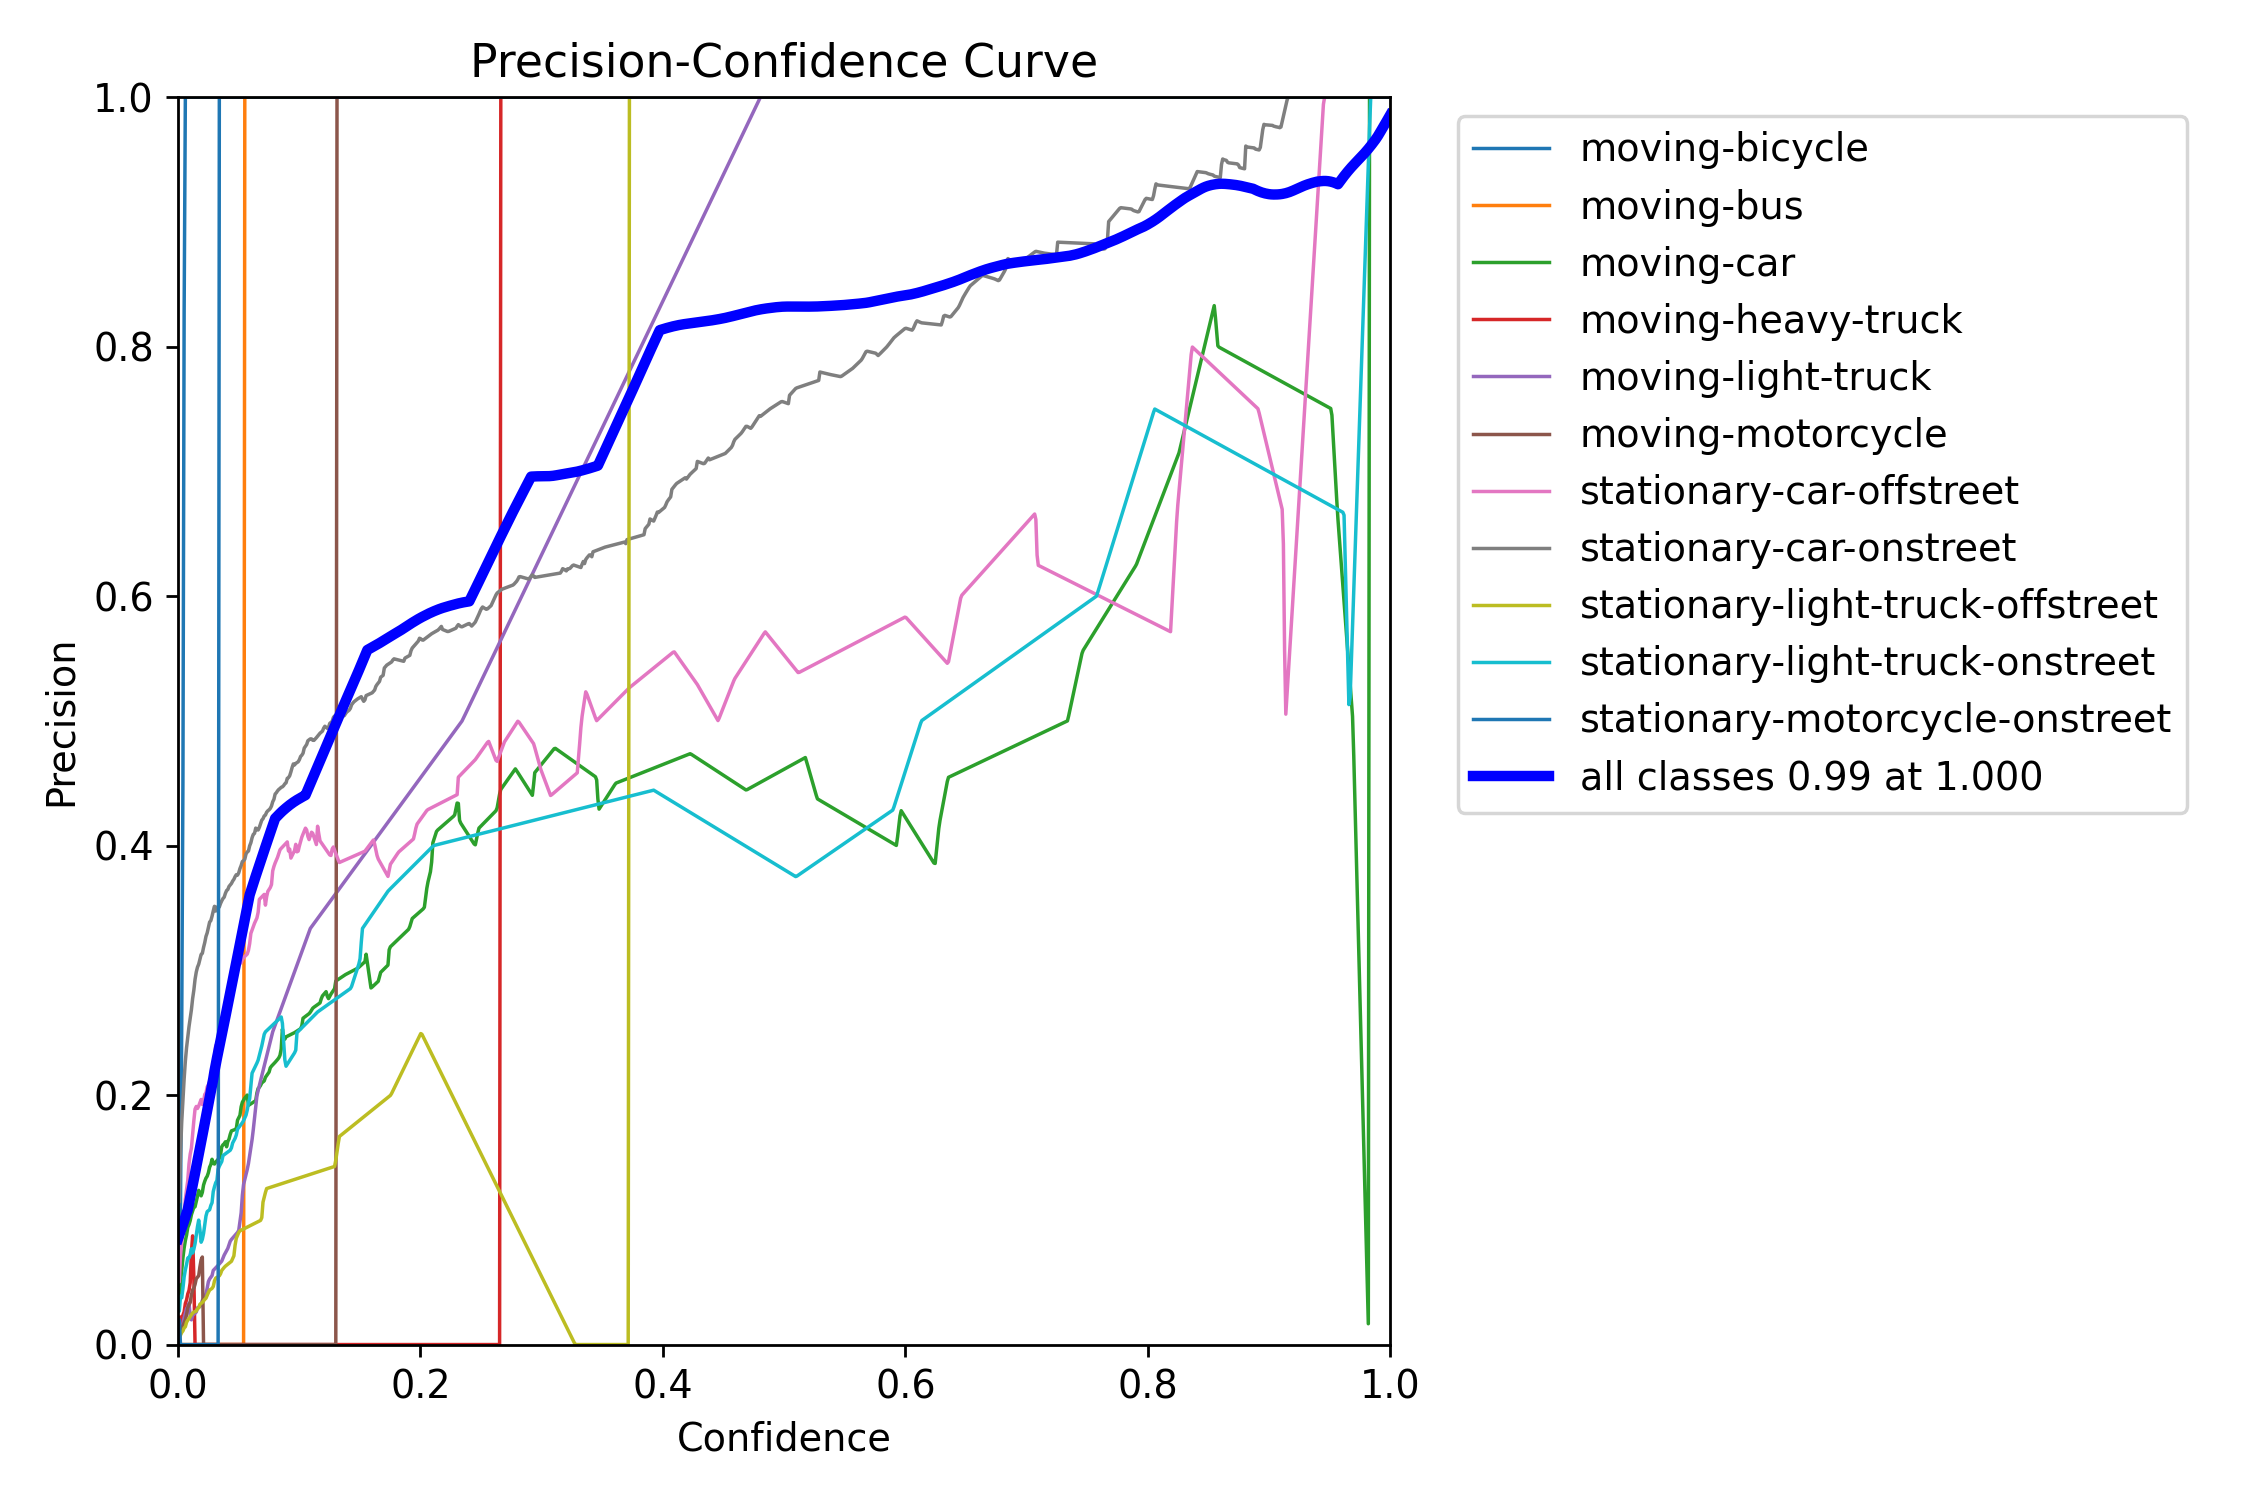 Precision-Confidence Curve
1.0
0.8
0.6
0.4
0.2
0.0
Precision
0.0 0.2 0.4 0.6 0.8 1.0
Confidence
moving-bicycle
moving-bus
moving-car
moving-heavy-truck
moving-light-truck
moving-motorcycle
stationary-car-offstreet
stationary-car-onstreet
stationary-light-truck-offstreet
stationary-light-truck-onstreet
stationary-motorcycle-onstreet
all classes 0.99 at 1.000